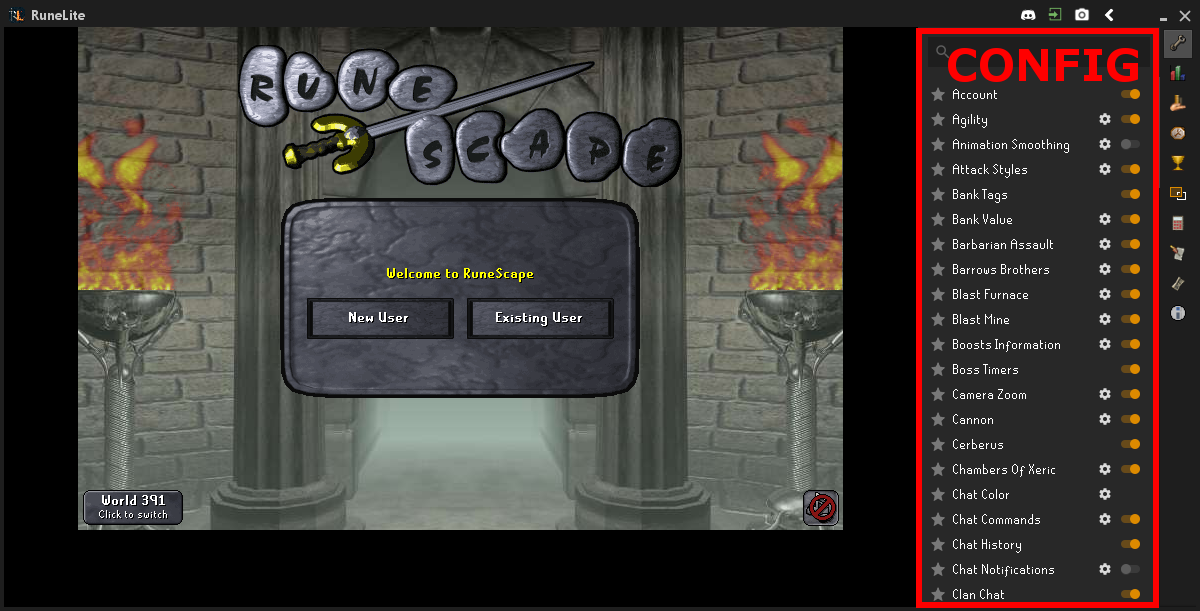 RuneLite
RUNE
SCAPE
Welcome to RuneScape
New User
Existing User
World 391
Click to switch
CONFIG
Account
Agility
Animation Smoothing
Attack Styles
Bank Tags
Bank Value
Barbarian Assault
Barrows Brothers
Blast Furnace
Blast Mine
Boosts Information
Boss Timers
Camera Zoom
Cannon
Cerberus
Chambers Of Xeric
Chat Color
Chat Commands
Chat History
Chat Notifications
Clan Chat